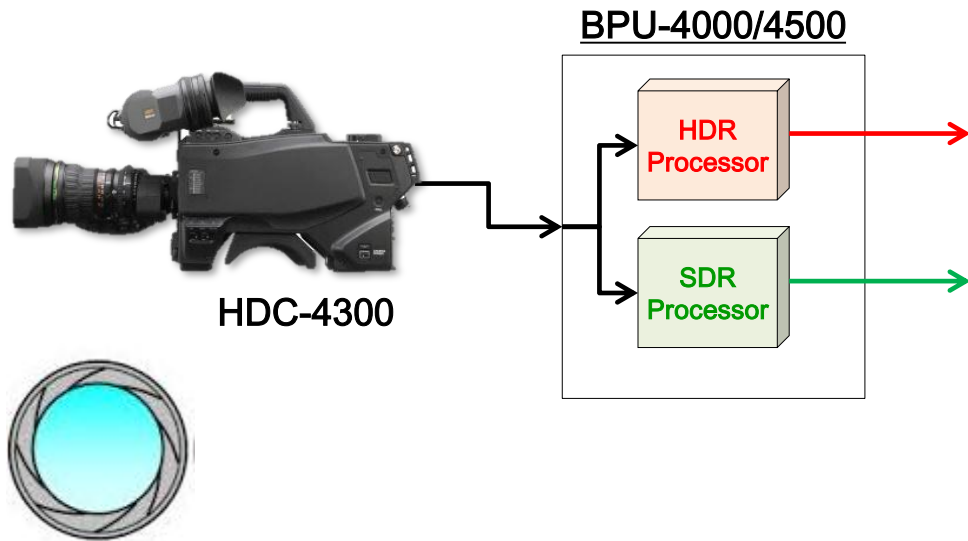 BPU-4000/4500
HDR
Processor
SDR
Processor
HDC-4300